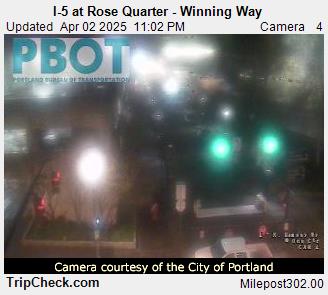 I-5 at Rose Quarter - Winning Way
Updated Apr 02 2025 11:02 PM Camera 4
PBOT
PORTLAND BUREAU OF TRANSPORTATION
Camera courtesy of the City of Portland
TripCheck.com Milepost302.00